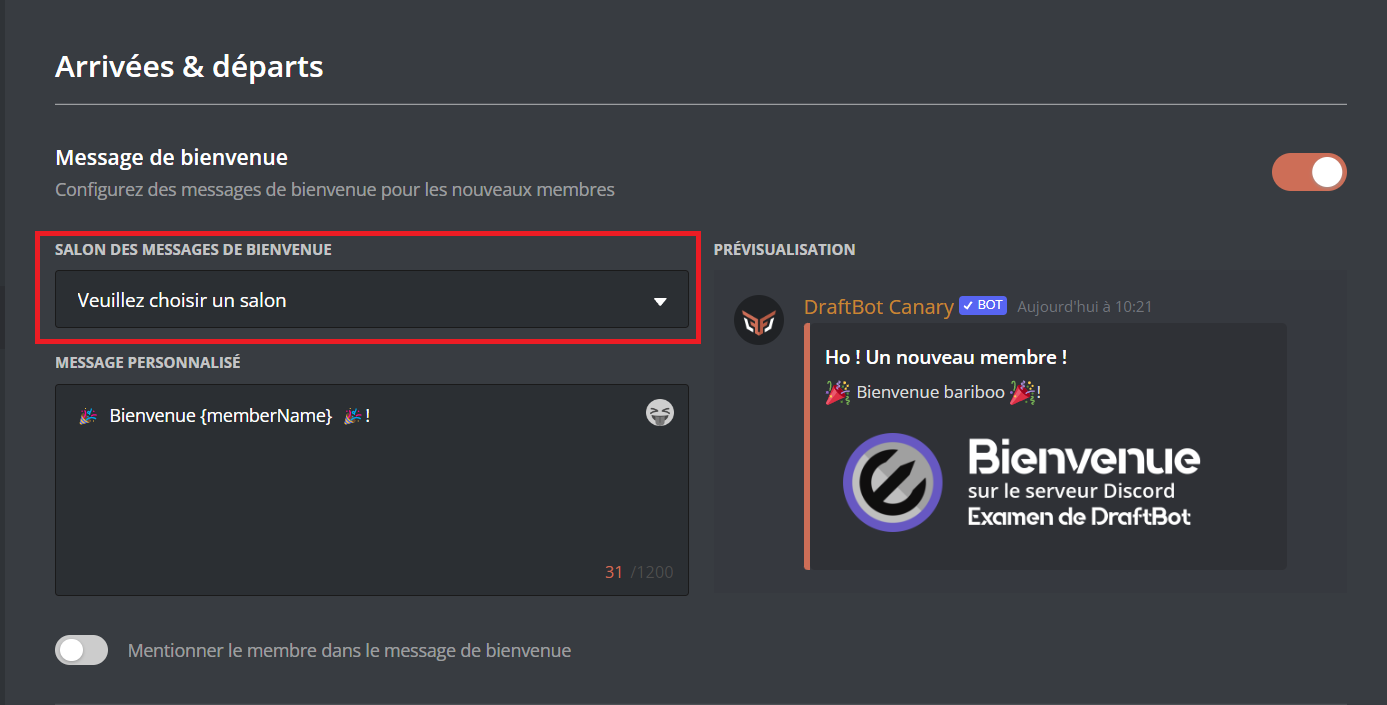 Arrivées & départs
Message de bienvenue
Configurez des messages de bienvenue pour les nouveaux membres
SALON DES MESSAGES DE BIENVENUE
Veuillez choisir un salon
MESSAGE PERSONNALISÉ
🎉 Bienvenue {memberName} 🎉 !
31 /1200
Mentionner le membre dans le message de bienvenue
PRÉVISUALISATION
DraftBot Canary ✓ BOT Aujourd'hui à 10:21
Ho ! Un nouveau membre !
🎉 Bienvenue bariboo 🎉!
Bienvenue
sur le serveur Discord
Examen de DraftBot